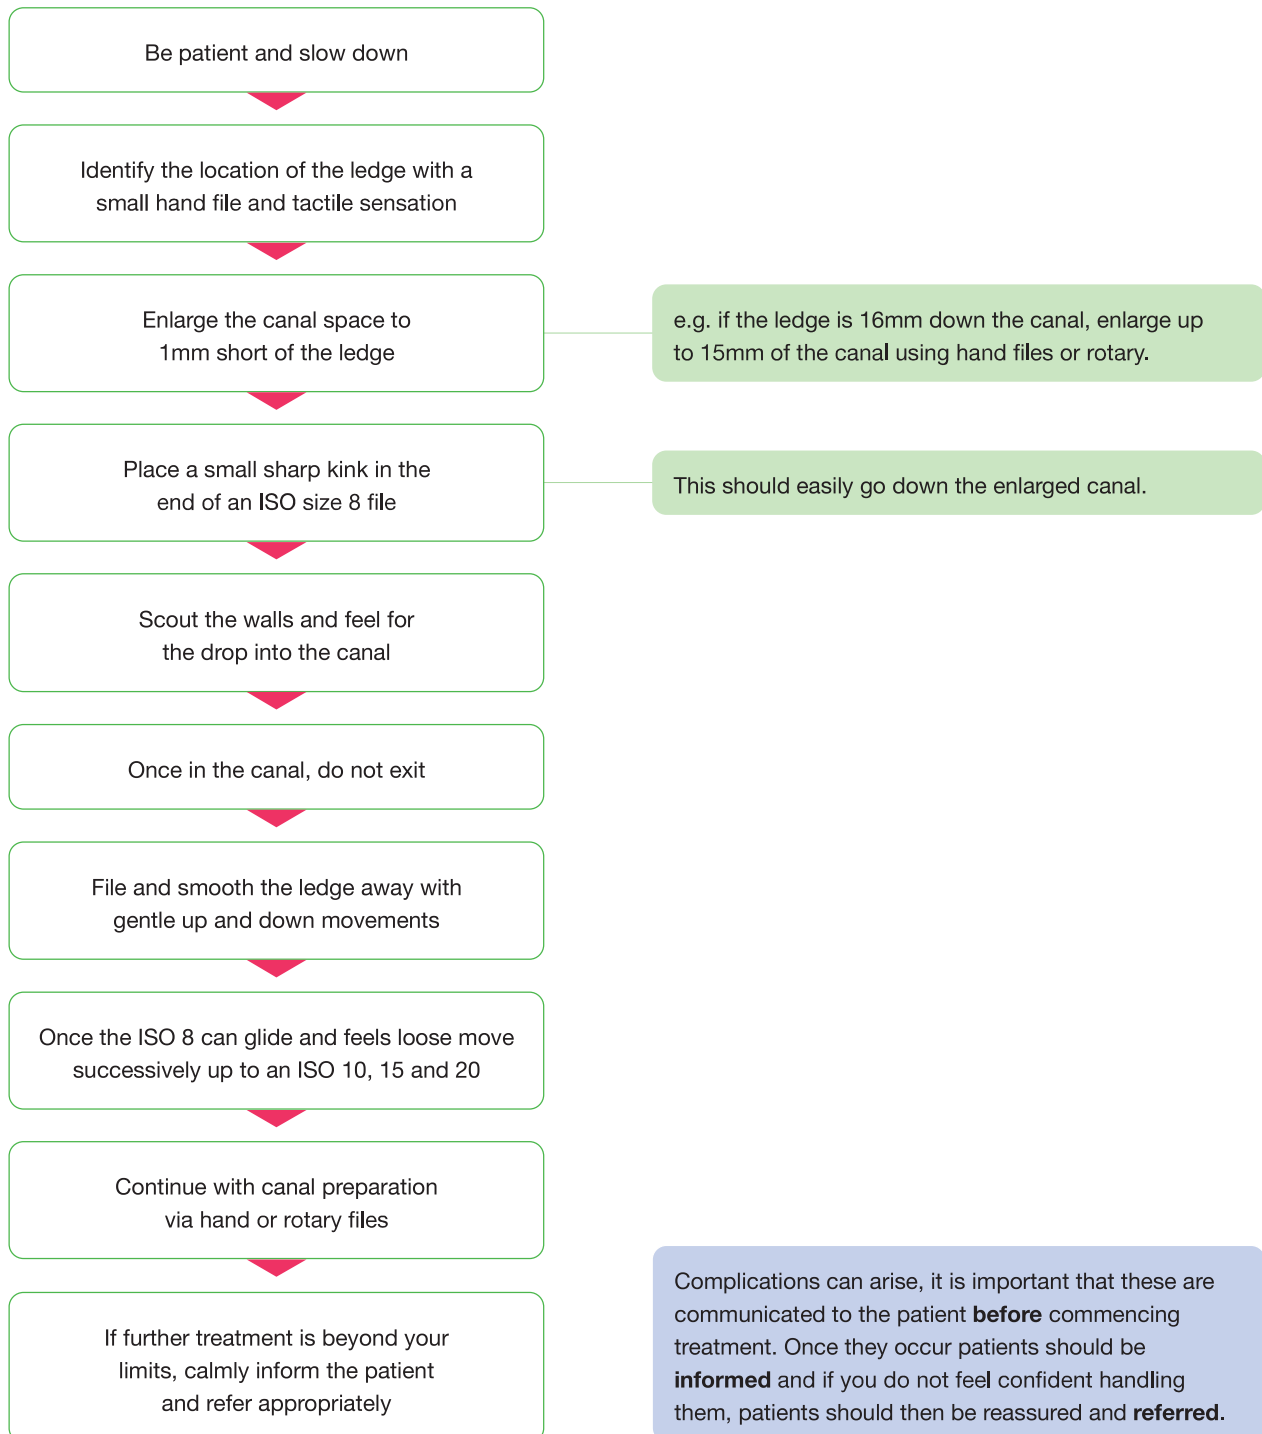 Be patient and slow down
Identify the location of the ledge with a
small hand file and tactile sensation
Enlarge the canal space to
1mm short of the ledge
e.g. if the ledge is 16mm down the canal, enlarge up
to 15mm of the canal using hand files or rotary.
Place a small sharp kink in the
end of an ISO size 8 file
This should easily go down the enlarged canal.
Scout the walls and feel for
the drop into the canal
Once in the canal, do not exit
File and smooth the ledge away with
gentle up and down movements
Once the ISO 8 can glide and feels loose move
successively up to an ISO 10, 15 and 20
Continue with canal preparation
via hand or rotary files
If further treatment is beyond your
limits, calmly inform the patient
and refer appropriately
Complications can arise, it is important that these are
communicated to the patient before commencing
treatment. Once they occur patients should be
informed and if you do not feel confident handling
them, patients should then be reassured and referred.